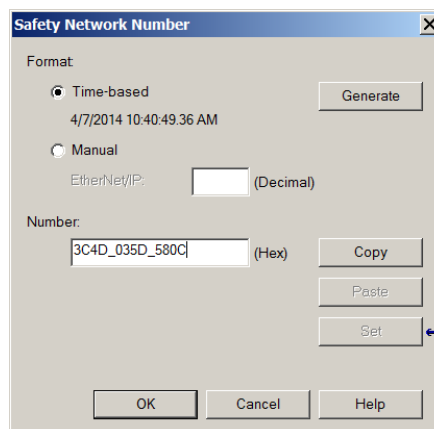 Safety Network Number
Format:
Time-based
Generate
4/7/2014 10:40:49.36 AM
Manual
EtherNet/IP:
(Decimal)
Number:
3C4D_035D_580C
(Hex)
Copy
Paste
Set
OK
Cancel
Help